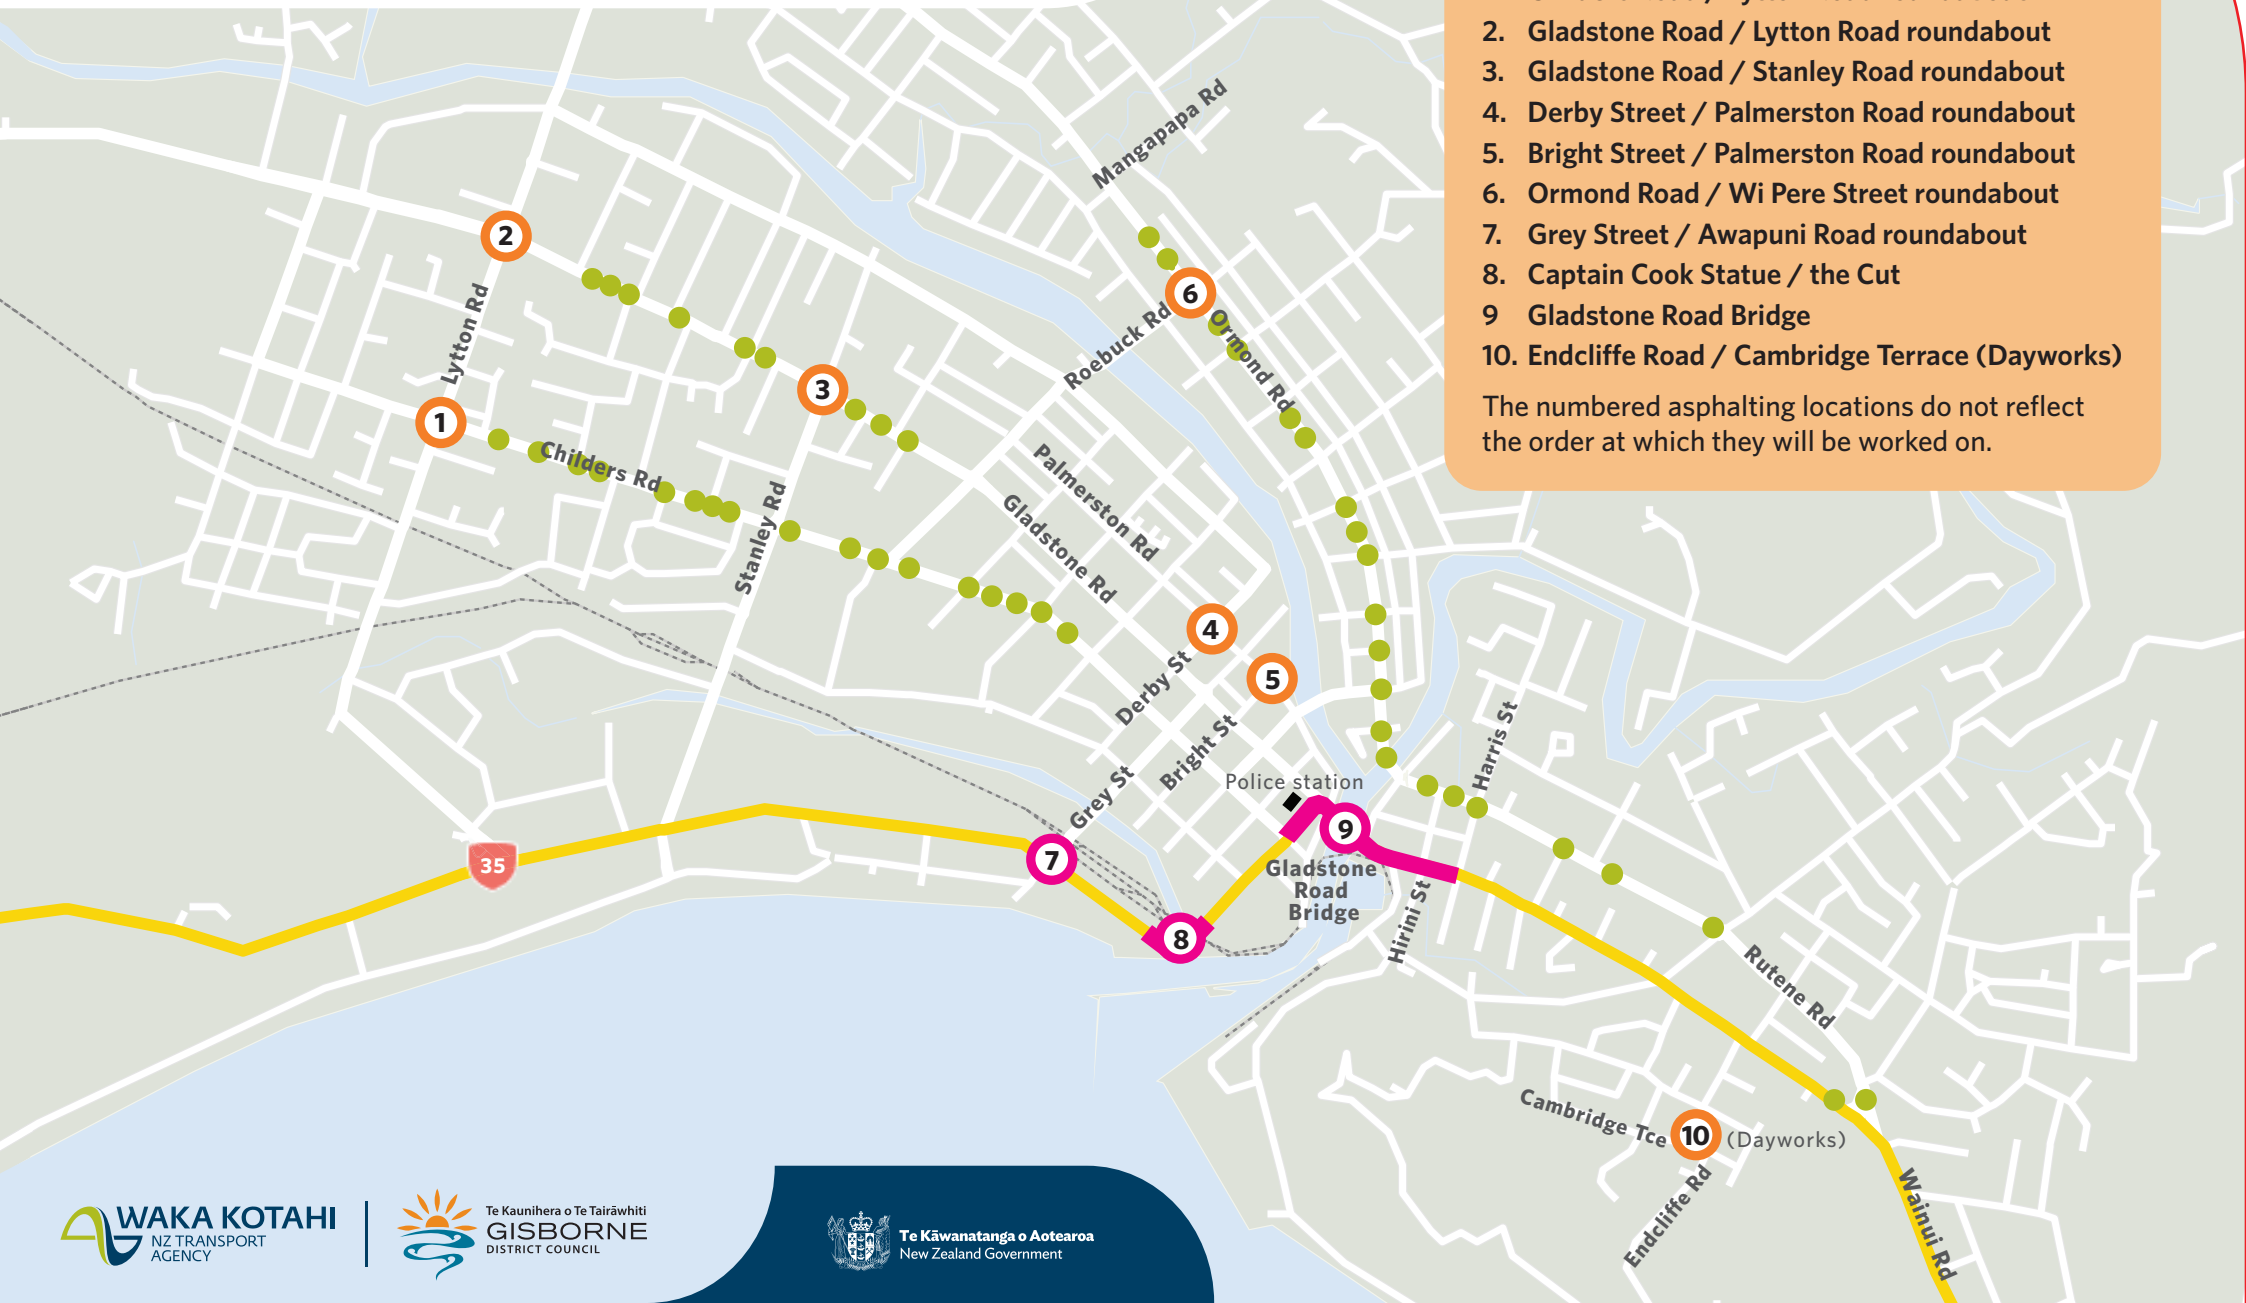 2. Gladstone Road / Lytton Road roundabout
3. Gladstone Road / Stanley Road roundabout
4. Derby Street / Palmerston Road roundabout
5. Bright Street / Palmerston Road roundabout
6. Ormond Road / Wi Pere Street roundabout
7. Grey Street / Awapuni Road roundabout
8. Captain Cook Statue / the Cut
9 Gladstone Road Bridge
10. Endcliffe Road / Cambridge Terrace (Dayworks)
The numbered asphalting locations do not reflect
the order at which they will be worked on.
Mangapapa Rd
2
6
Lytton Rd
Roebuck Rd
Ormond Rd
3
1
Childers Rd
Palmerston Rd
Stanley Rd
Gladstone Rd
4
Derby St
5
Bright St
Harris St
Police station
Grey St
9
7
35
Gladstone
Road
Bridge
Hirini St
8
Rutene Rd
Cambridge Tce
10
(Dayworks)
Endcliffe Rd
Wainui Rd
WAKA KOTAHI
NZ TRANSPORT
AGENCY
Te Kaunihera o Te Tairāwhiti
GISBORNE
DISTRICT COUNCIL
Te Kāwanatanga o Aotearoa
New Zealand Government